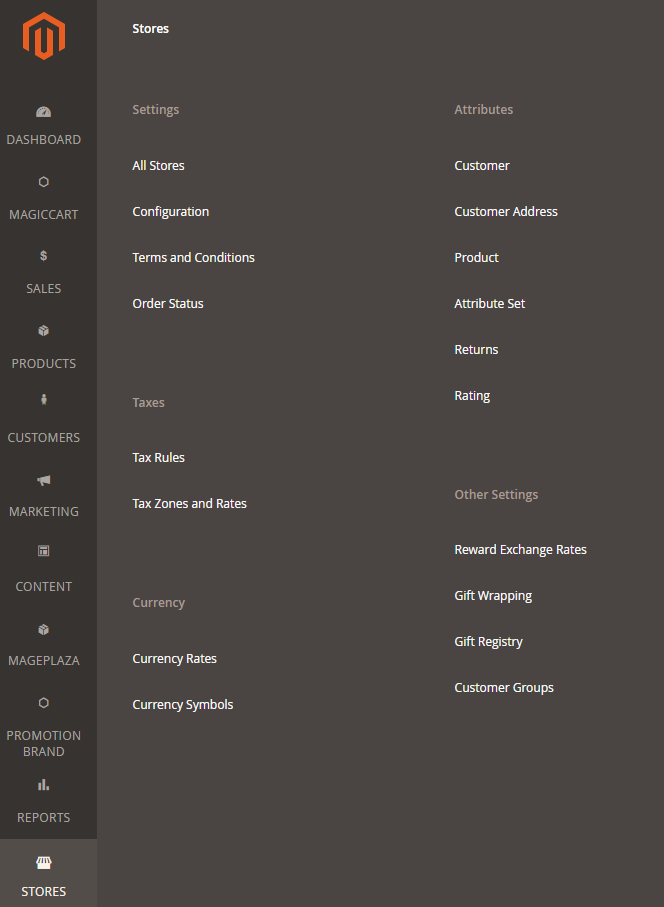 DASHBOARD
MAGICCART
$
SALES
PRODUCTS
CUSTOMERS
MARKETING
CONTENT
MAGEPLAZA
PROMOTION
BRAND
REPORTS
STORES
Stores
Settings
All Stores
Configuration
Terms and Conditions
Order Status
Taxes
Tax Rules
Tax Zones and Rates
Currency
Currency Rates
Currency Symbols
Attributes
Customer
Customer Address
Product
Attribute Set
Returns
Rating
Other Settings
Reward Exchange Rates
Gift Wrapping
Gift Registry
Customer Groups